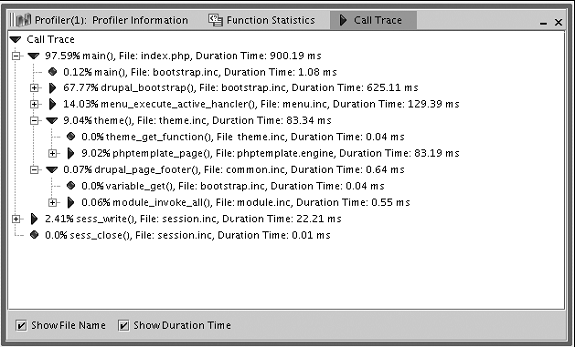 Profiler(1): Profiler Information Function Statistics Call Trace
Call Trace
97.59% main(), File: index.php, Duration Time: 900.19 ms
0.12% main(), File: bootstrap.inc, Duration Time: 1.08 ms
67.77% drupal_bootstrap(), File: bootstrap.inc, Duration Time: 625.11 ms
14.03% menu_execute_active_hancler(), File: menu.inc, Duration Time: 129.39 ms
9.04% theme(), File: theme.inc, Duration Time: 83.34 ms
0.0% theme_get_function(), File: theme.inc, Duration Time: 0.04 ms
9.02% phptemplate_page(), File: phptemplate.engine, Duration Time: 83.19 ms
0.07% drupal_page_footer(), File: common.inc, Duration Time: 0.64 ms
0.0% variable_get(), File: bootstrap.inc, Duration Time: 0.04 ms
0.06% module_invoke_all(), File: module.inc, Duration Time: 0.55 ms
2.41% sess_write(), File: session.inc, Duration Time: 22.21 ms
0.0% sess_close(), File: session.inc, Duration Time: 0.01 ms
Show File Name Show Duration Time